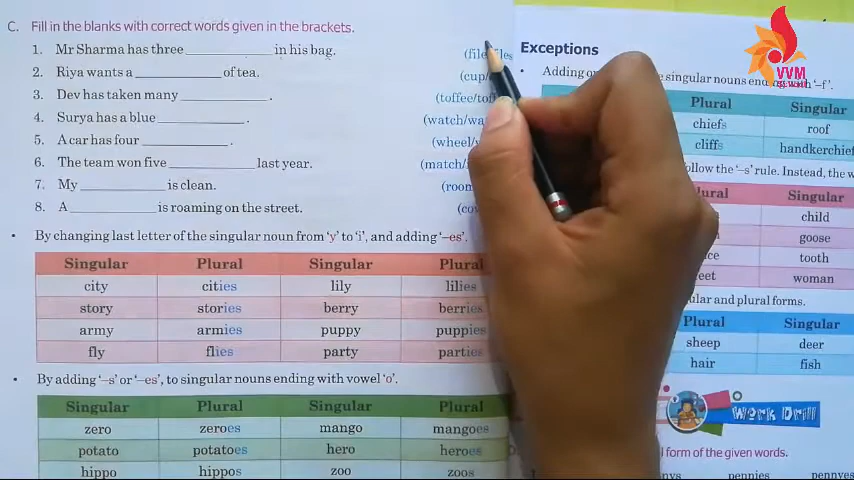 C. Fill in the blanks with correct words given in the brackets.
1. Mr Sharma has three ____________ in his bag. (file/files
2. Riya wants a ____________ of tea. (cup/
3. Dev has taken many ____________. (toffee/toff
4. Surya has a blue ____________. (watch/wa
5. A car has four ____________. (wheel/
6. The team won five ____________ last year. (match/
7. My ____________ is clean. (room
8. A ____________ is roaming on the street.
• By changing last letter of the singular noun from 'y' to 'i', and adding '–es'.
Singular Plural Singular Plural
city cities lily lilies
story stories berry berries
army armies puppy puppies
fly flies party parties
• By adding '–s' or '–es', to singular nouns ending with vowel 'o'.
Singular Plural Singular Plural
zero zeroes mango mangoes
potato potatoes hero heroes
hippo hippos zoo zoos
VVM
Exceptions
• Adding singular nouns with '–f'.
Plural Singular
chiefs roof
cliffs handkerchief
follow the '–s' rule. Instead, the
Plural Singular
child
goose
tooth
woman
and plural forms.
Plural Singular
sheep deer
hair fish
Work Drill
form of the given words.
pennies pennyes